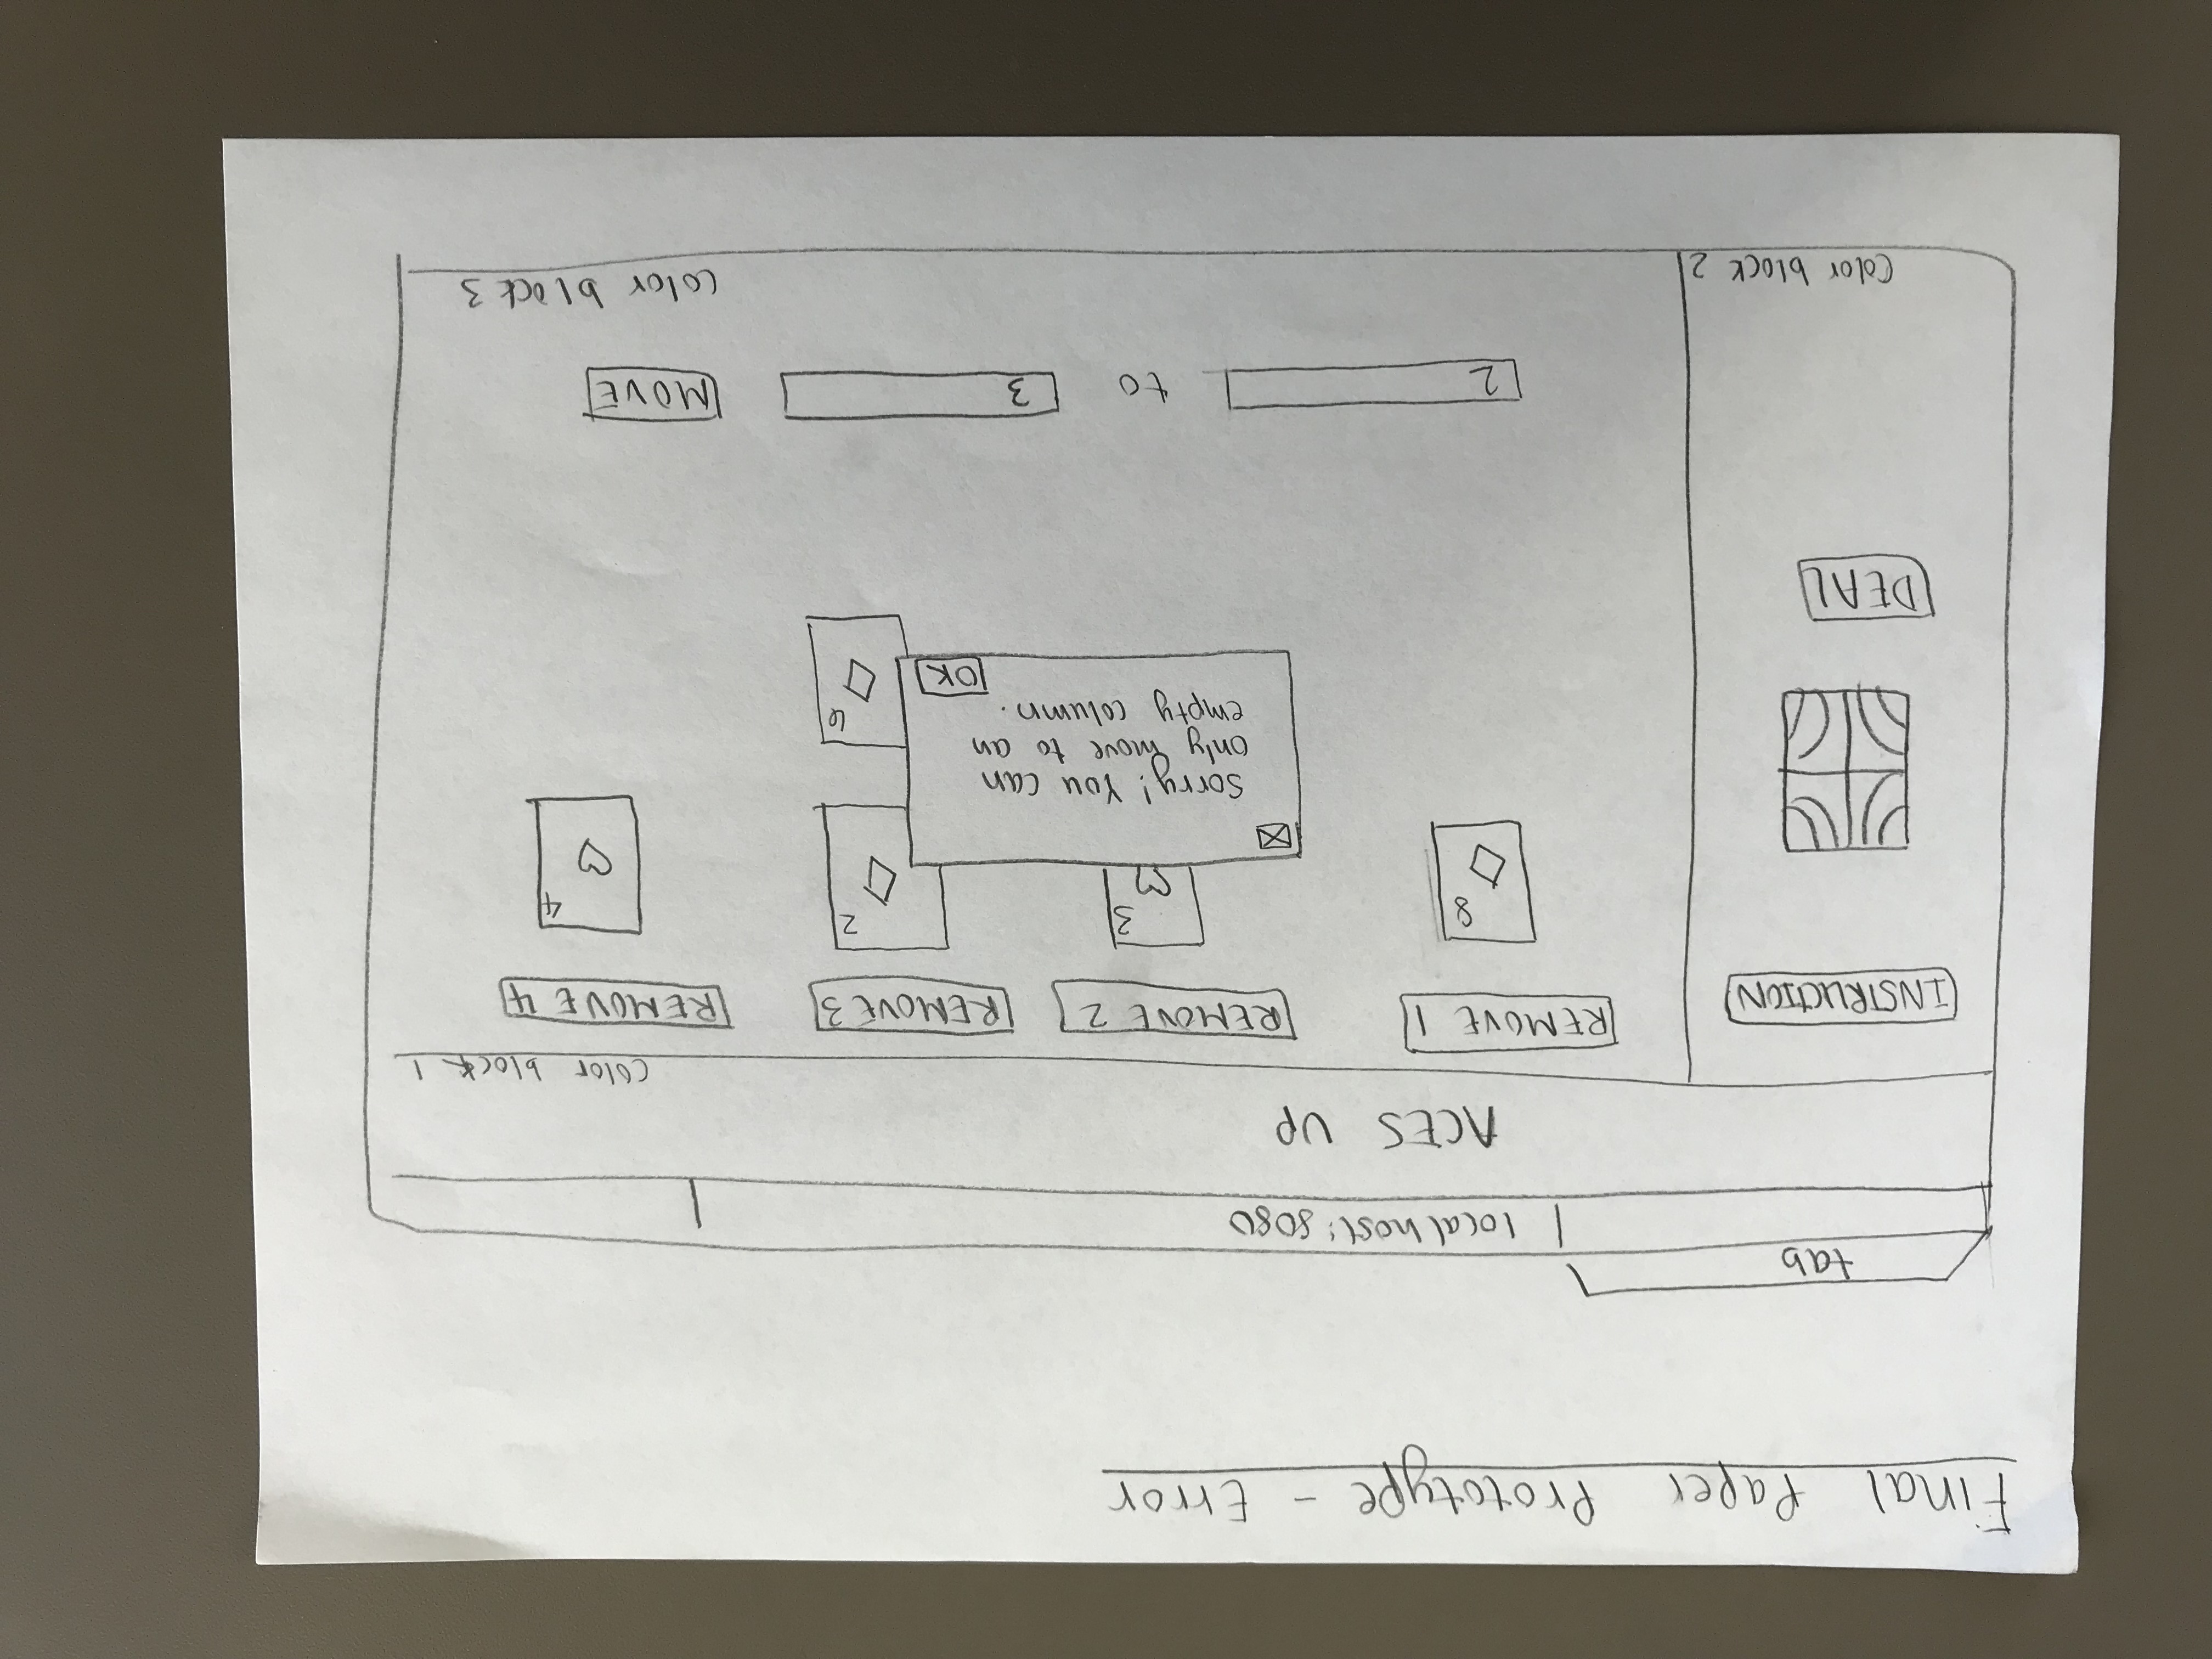 Final Paper Prototype - Error
tab
localhost:8080
ACES UP
color block 1
INSTRUCTION
REMOVE 1
REMOVE 2
REMOVE 3
REMOVE 4
8
3
2
4
Sorry! You can
only move to an
empty column.
OK
6
DEAL
2 to 3 MOVE
color block 2
color block 3